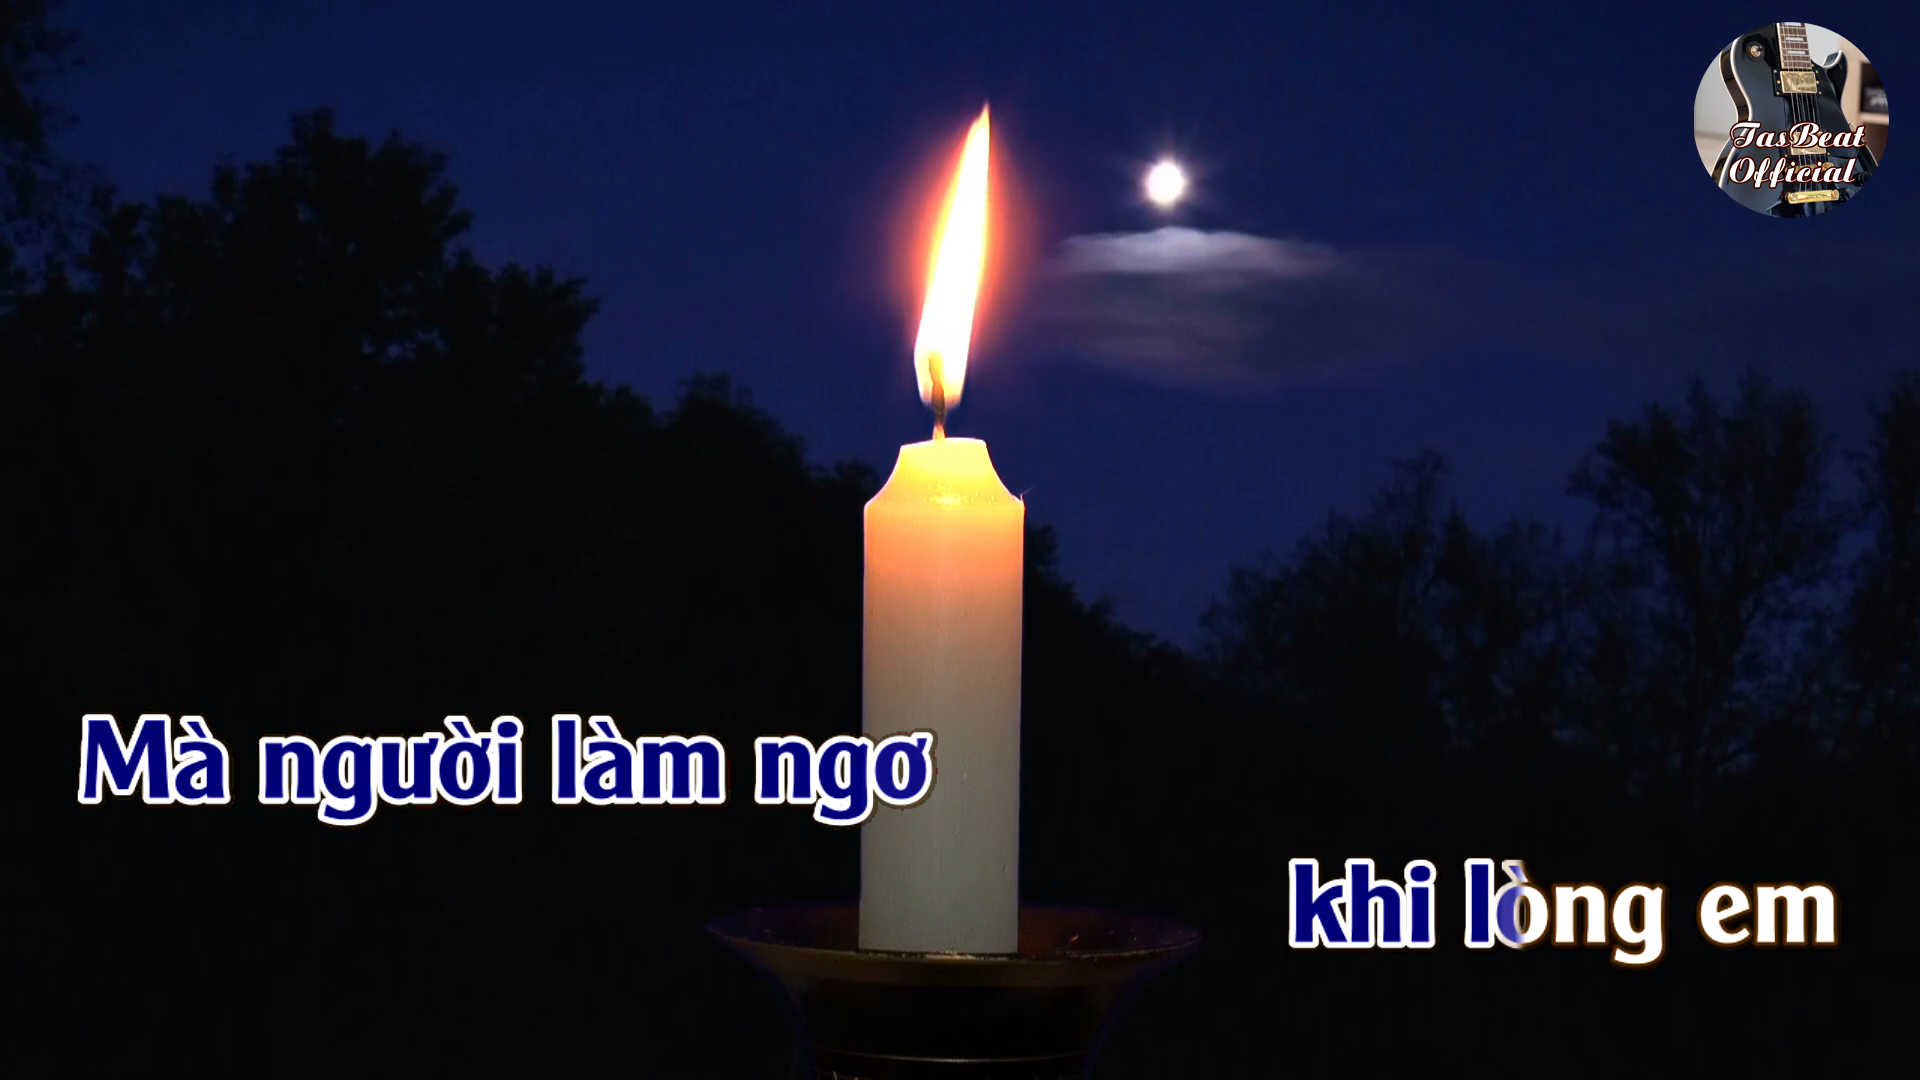 TasBeat
Official
Mà người làm ngơ
khi lòng em